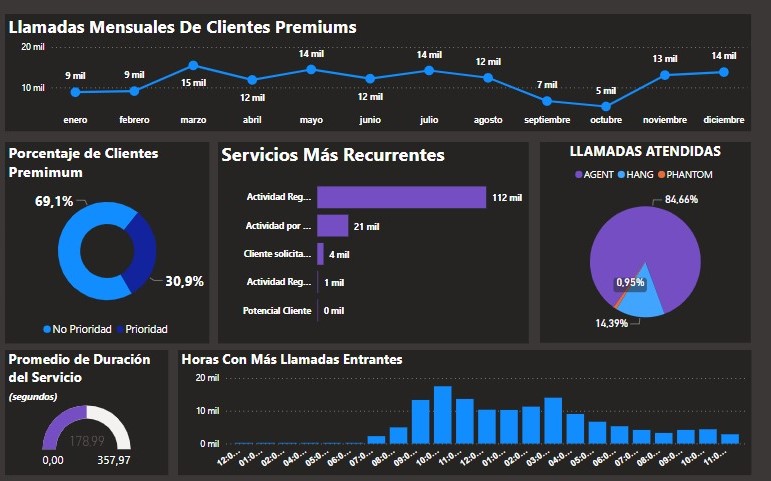 Llamadas Mensuales De Clientes Premiums
20 mil
10 mil
9 mil
9 mil
15 mil
12 mil
14 mil
12 mil
14 mil
12 mil
7 mil
5 mil
13 mil
14 mil
enero febrero marzo abril mayo junio julio agosto septiembre octubre noviembre diciembre
Porcentaje de Clientes
Premimum
69,1%
30,9%
No Prioridad Prioridad
Servicios Más Recurrentes
Actividad Reg... 112 mil
Actividad por ... 21 mil
Cliente solicita... 4 mil
Actividad Reg... 1 mil
Potencial Cliente 0 mil
LLAMADAS ATENDIDAS
AGENT HANG PHANTOM
84,66%
0,95%
14,39%
Promedio de Duración
del Servicio
(segundos)
178,99
0,00 357,97
Horas Con Más Llamadas Entrantes
20 mil
10 mil
0 mil
12:0... 01:0... 02:0... 04:0... 05:0... 06:0... 07:0... 08:0... 09:0... 10:0... 11:0... 12:0... 01:0... 02:0... 03:0... 04:0... 05:0... 06:0... 07:0... 08:0... 09:0... 10:0... 11:0...